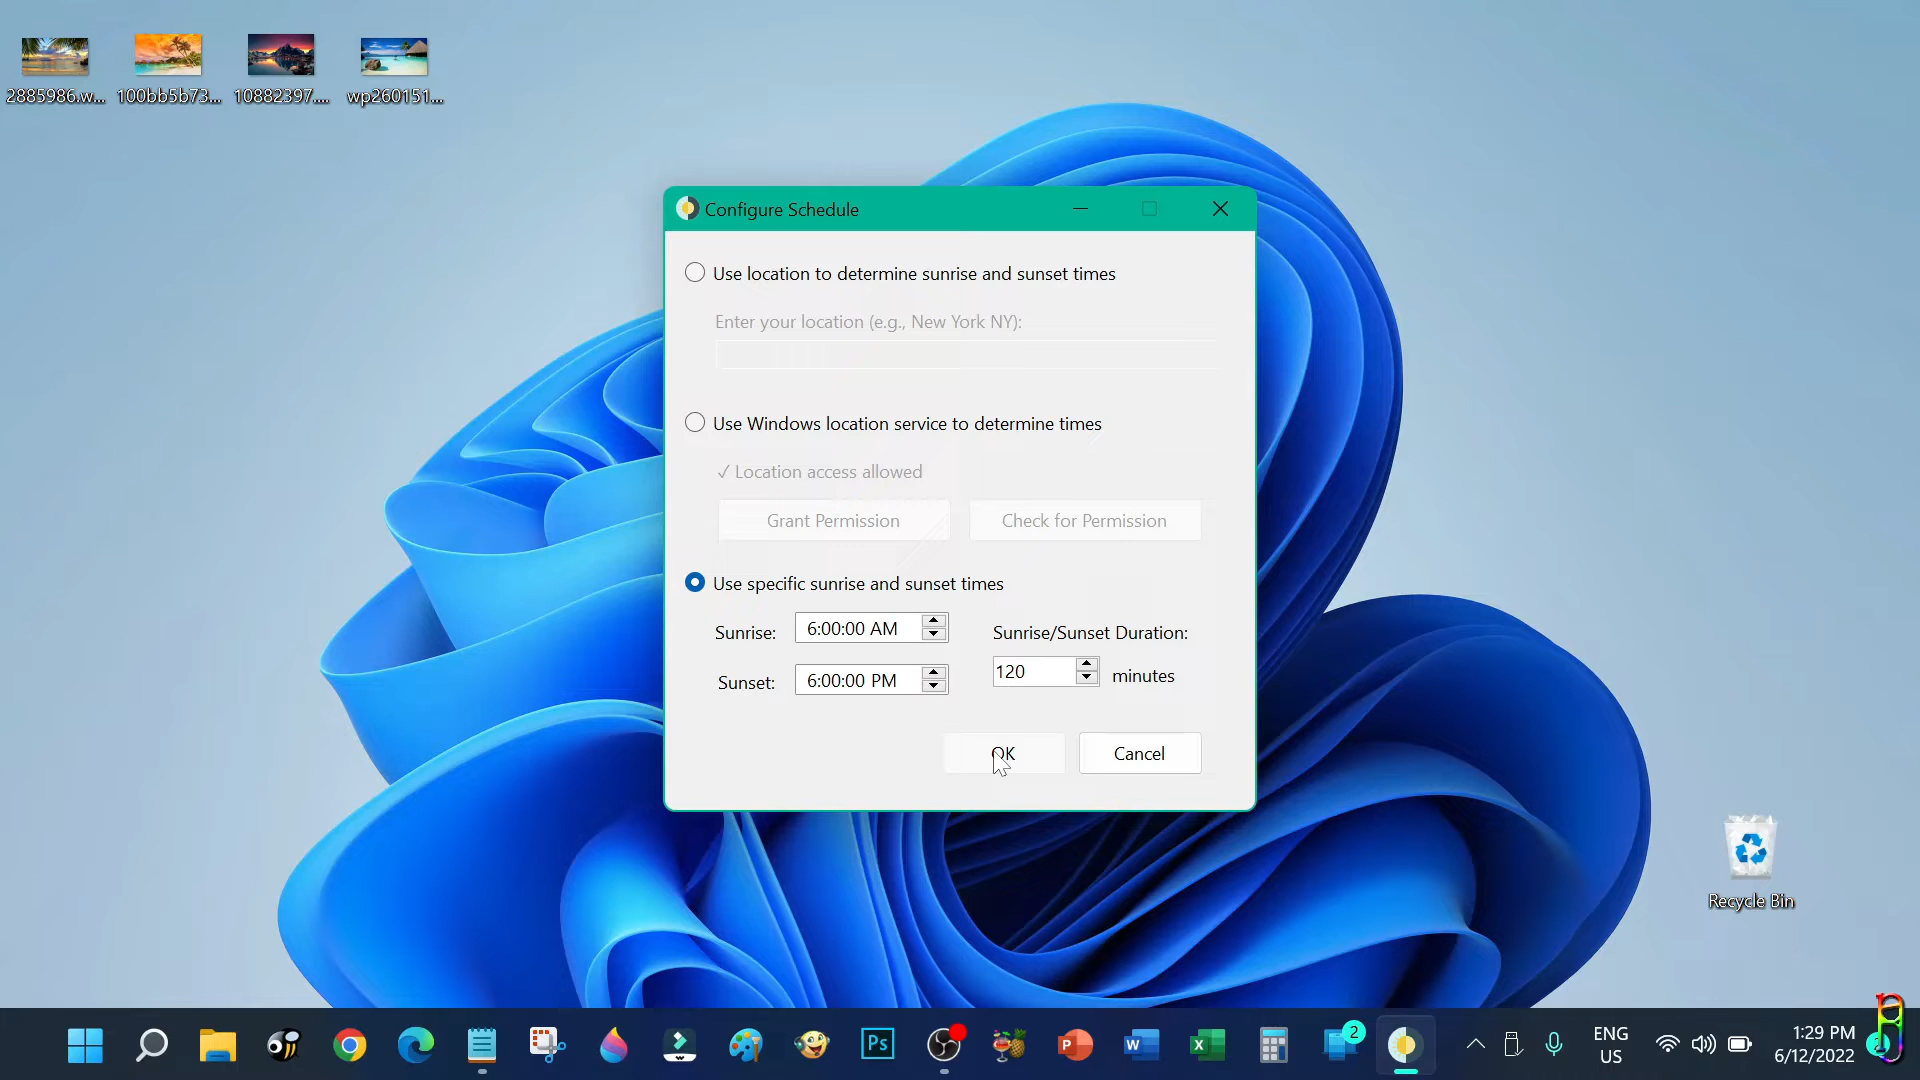 2885986.w...
100bb5b73...
10882397....
wp260151...
Configure Schedule
Use location to determine sunrise and sunset times
Enter your location (e.g., New York NY):
Use Windows location service to determine times
✓ Location access allowed
Grant Permission
Check for Permission
Use specific sunrise and sunset times
Sunrise:
6:00:00 AM
Sunrise/Sunset Duration:
Sunset:
6:00:00 PM
120
minutes
OK
Cancel
Recycle Bin
Ps
P
W
X
2
ENG
US
1:29 PM
6/12/2022